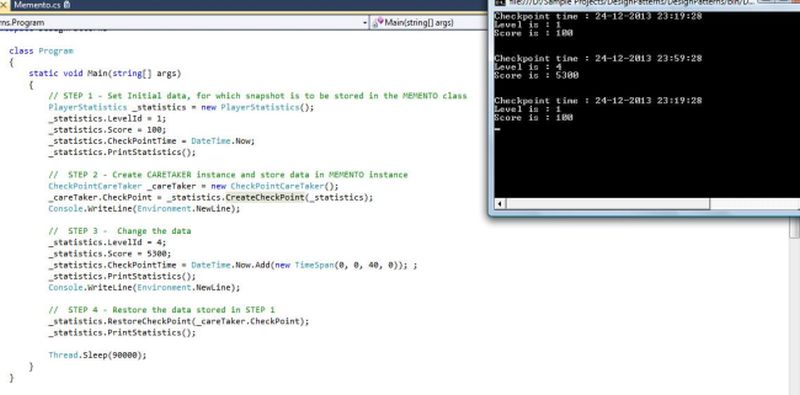 Memento.cs
rns.Program
Main(string[] args)
class Program
{
static void Main(string[] args)
{
// STEP 1 - Set Initial data, for which snapshot is to be stored in the MEMENTO class
PlayerStatistics _statistics = new PlayerStatistics();
_statistics.LevelId = 1;
_statistics.Score = 100;
_statistics.CheckPointTime = DateTime.Now;
_statistics.PrintStatistics();
// STEP 2 - Create CARETAKER instance and store data in MEMENTO instance
CheckPointCareTaker _careTaker = new CheckPointCareTaker();
_careTaker.CheckPoint = _statistics.CreateCheckPoint(_statistics);
Console.WriteLine(Environment.NewLine);
// STEP 3 - Change the data
_statistics.LevelId = 4;
_statistics.Score = 5300;
_statistics.CheckPointTime = DateTime.Now.Add(new TimeSpan(0, 0, 40, 0)); ;
_statistics.PrintStatistics();
Console.WriteLine(Environment.NewLine);
// STEP 4 - Restore the data stored in STEP 1
_statistics.RestoreCheckPoint(_careTaker.CheckPoint);
_statistics.PrintStatistics();
Thread.Sleep(90000);
}
}
file:///D:/Sample Projects/DesignPatterns/DesignPatterns/bin/D
Checkpoint time : 24-12-2013 23:19:28
Level is : 1
Score is : 100
Checkpoint time : 24-12-2013 23:59:28
Level is : 4
Score is : 5300
Checkpoint time : 24-12-2013 23:19:28
Level is : 1
Score is : 100